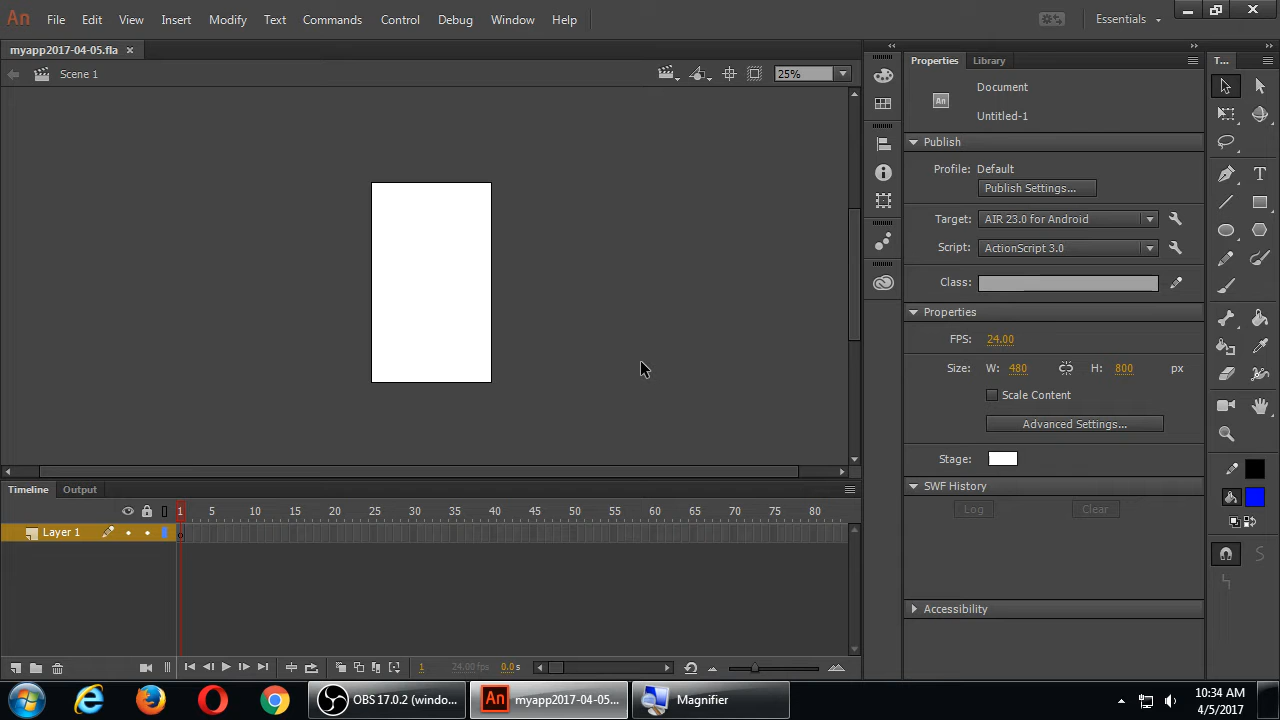 An File Edit View Insert Modify Text Commands Control Debug Window Help Essentials
myapp2017-04-05.fla
Scene 1 25%
Properties Library T...
An Document
Untitled-1
Publish
Profile: Default
Publish Settings...
Target: AIR 23.0 for Android
Script: ActionScript 3.0
Class:
Properties
FPS: 24.00
Size: W: 480 H: 800 px
Scale Content
Advanced Settings...
Stage:
SWF History
Log Clear
Accessibility
Timeline Output
1 5 10 15 20 25 30 35 40 45 50 55 60 65 70 75 80
Layer 1
1 24.00 fps 0.0 s
OBS 17.0.2 (windo... An myapp2017-04-05... Magnifier
10:34 AM
4/5/2017